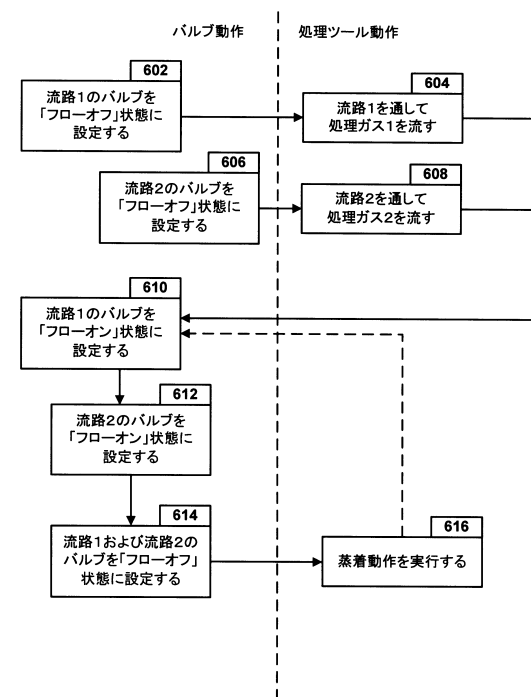 バルブ動作
処理ツール動作
602
流路1のバルブを
「フローオフ」状態に
設定する
604
流路1を通して
処理ガス1を流す
606
流路2のバルブを
「フローオフ」状態に
設定する
608
流路2を通して
処理ガス2を流す
610
流路1のバルブを
「フローオン」状態に
設定する
612
流路2のバルブを
「フローオン」状態に
設定する
614
流路1および流路2の
バルブを「フローオフ」
状態に設定する
616
蒸着動作を実行する